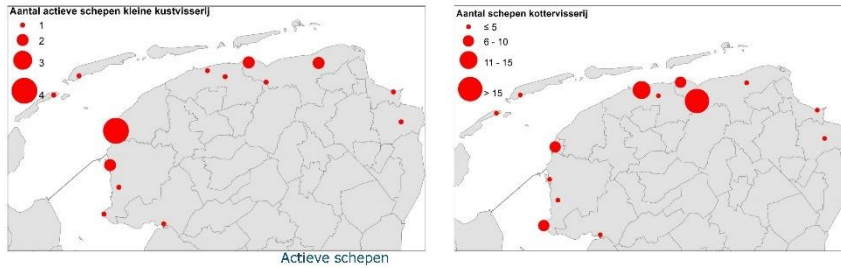 Aantal actieve schepen kleine kustvisserij
1
2
3
4
Actieve schepen
Aantal schepen kottervisserij
≤ 5
6 - 10
11 - 15
> 15